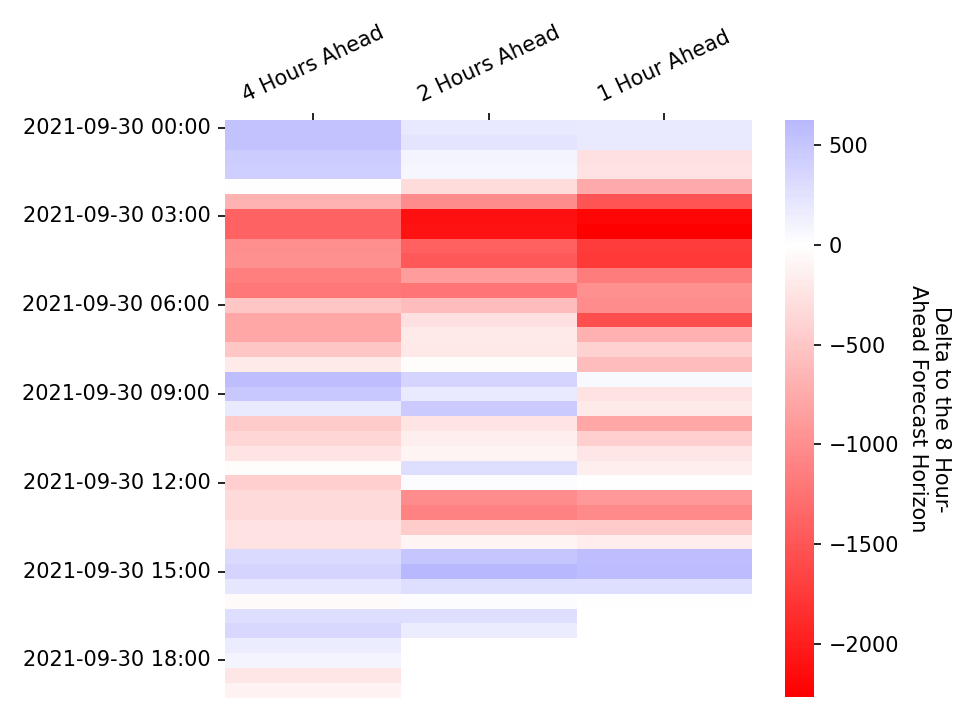 4 Hours Ahead
2 Hours Ahead
1 Hour Ahead
2021-09-30 00:00
2021-09-30 03:00
2021-09-30 06:00
2021-09-30 09:00
2021-09-30 12:00
2021-09-30 15:00
2021-09-30 18:00
500
0
−500
−1000
−1500
−2000
Delta to the 8 Hour-
Ahead Forecast Horizon